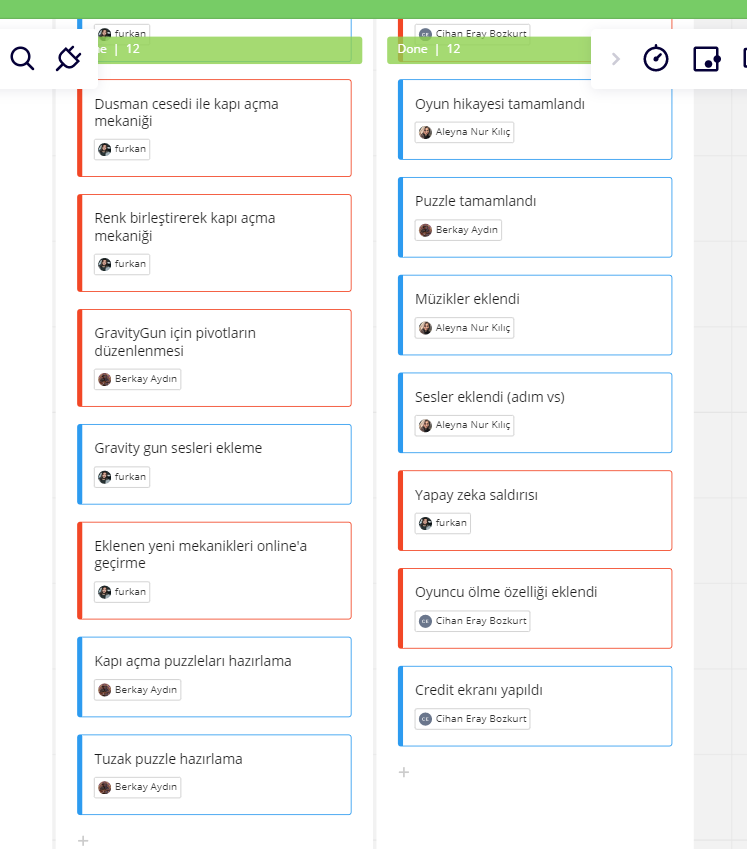 furkan
ne | 12
Dusman cesedi ile kapı açma
mekaniği
furkan
Renk birleştirerek kapı açma
mekaniği
furkan
GravityGun için pivotların
düzenlenmesi
Berkay Aydın
Gravity gun sesleri ekleme
furkan
Eklenen yeni mekanikleri online'a
geçirme
furkan
Kapı açma puzzleları hazırlama
Berkay Aydın
Tuzak puzzle hazırlama
Berkay Aydın
+
CE Cihan Eray Bozkurt
Done | 12
Oyun hikayesi tamamlandı
Aleyna Nur Kılıç
Puzzle tamamlandı
Berkay Aydın
Müzikler eklendi
Aleyna Nur Kılıç
Sesler eklendi (adım vs)
Aleyna Nur Kılıç
Yapay zeka saldırısı
furkan
Oyuncu ölme özelliği eklendi
CE Cihan Eray Bozkurt
Credit ekranı yapıldı
CE Cihan Eray Bozkurt
+